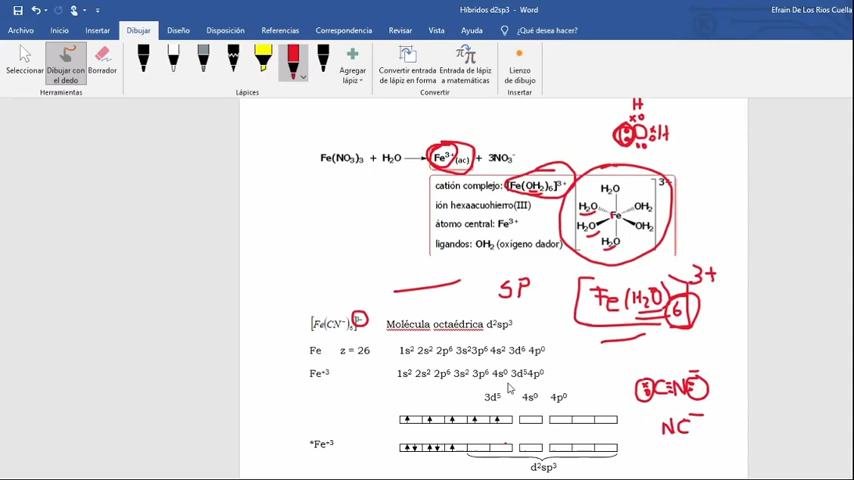 Híbridos d2sp3 - Word
Efrain De Los Rios Cuella
Archivo Inicio Insertar Dibujar Diseño Disposición Referencias Correspondencia Revisar Vista Ayuda ¿Qué desea hacer?
Seleccionar Dibujar con el dedo Borrador Agregar lápiz Convertir entrada de lápiz en forma Entrada de lápiz a matemáticas Lienzo de dibujo
Herramientas Lápices Convertir Insertar
H
O H
Fe(NO₃)₃ + H₂O ⟶ Fe³⁺(ac) + 3NO₃⁻
catión complejo: [Fe(OH₂)₆]³⁺
ión hexaacuohierro(III)
átomo central: Fe³⁺
ligandos: OH₂ (oxígeno dador)
H₂O 3+
H₂O OH₂
Fe
H₂O OH₂
H₂O
SP
[Fe(H₂O)6]3+
[Fe(CN⁻)₆]³⁻ Molécula octaédrica d²sp³
Fe z = 26 1s² 2s² 2p⁶ 3s²3p⁶ 4s² 3d⁶ 4p⁰
Fe⁺³ 1s² 2s² 2p⁶ 3s² 3p⁶ 4s⁰ 3d⁵4p⁰
C≡N
3d⁵ 4s⁰ 4p⁰
NC⁻
*Fe⁺³
d²sp³